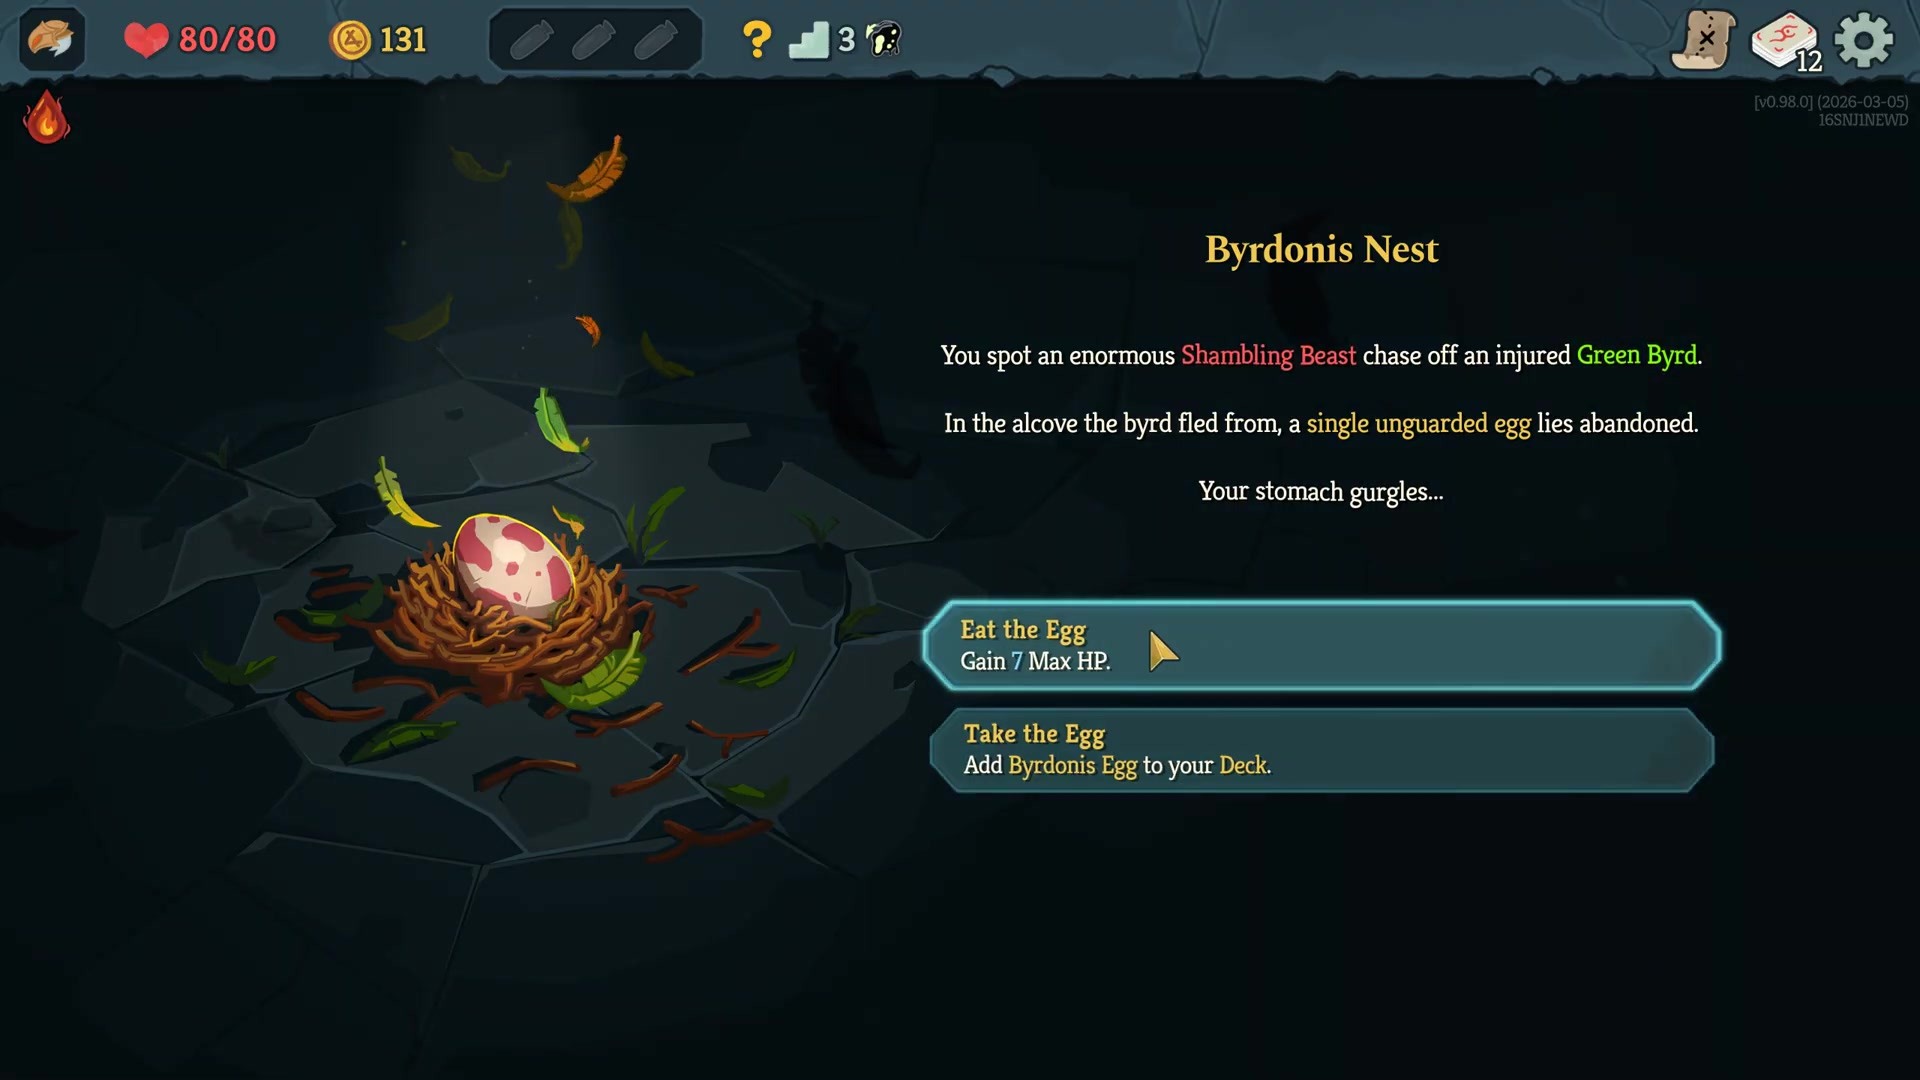 80/80
131
3
12
[v0.98.0] (2026-03-05)
16SNJ1NEWD
Byrdonis Nest
You spot an enormous Shambling Beast chase off an injured Green Byrd.
In the alcove the byrd fled from, a single unguarded egg lies abandoned.
Your stomach gurgles...
Eat the Egg
Gain 7 Max HP.
Take the Egg
Add Byrdonis Egg to your Deck.